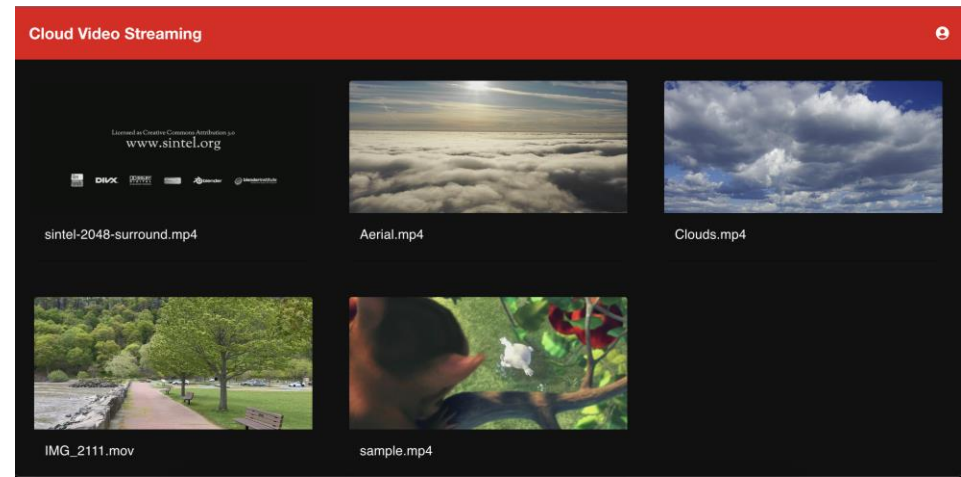 Cloud Video Streaming
Licensed as Creative Commons Attribution 3.0
www.sintel.org
DIVX
blender
sintel-2048-surround.mp4
Aerial.mp4
Clouds.mp4
IMG_2111.mov
sample.mp4